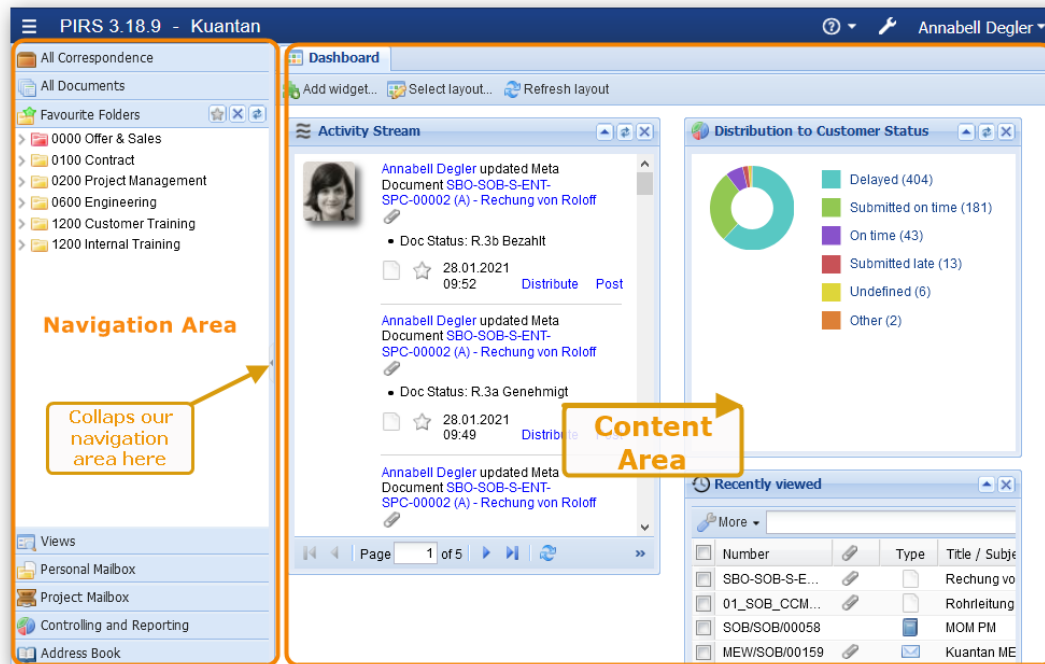 PIRS 3.18.9 - Kuantan
Annabell Degler
All Correspondence
All Documents
Favourite Folders
0000 Offer & Sales
0100 Contract
0200 Project Management
0600 Engineering
1200 Customer Training
1200 Internal Training
Navigation Area
Collaps our
navigation
area here
Views
Personal Mailbox
Project Mailbox
Controlling and Reporting
Address Book
Dashboard
Add widget... Select layout... Refresh layout
Activity Stream
Annabell Degler updated Meta
Document SBO-SOB-S-ENT-
SPC-00002 (A) - Rechung von Roloff
• Doc Status: R.3b Bezahlt
28.01.2021
09:52 Distribute Post
Annabell Degler updated Meta
Document SBO-SOB-S-ENT-
SPC-00002 (A) - Rechung von Roloff
• Doc Status: R.3a Genehmigt
28.01.2021
09:49 Distribute Post
Annabell Degler updated Meta
Document SBO-SOB-S-ENT-
SPC-00002 (A) - Rechung von Roloff
Page 1 of 5
Content
Area
Distribution to Customer Status
Delayed (404)
Submitted on time (181)
On time (43)
Submitted late (13)
Undefined (6)
Other (2)
Recently viewed
More
Number Type Title / Subje
SBO-SOB-S-E... Rechung vo
01_SOB_CCM... Rohrleitung
SOB/SOB/00058 MOM PM
MEW/SOB/00159 Kuantan ME